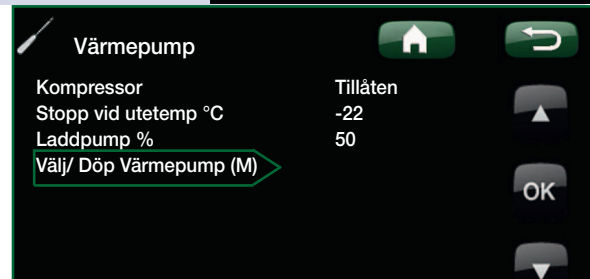 Värmepump
Kompressor Tillåten
Stopp vid utetemp °C -22
Laddpump % 50
Välj/ Döp Värmepump (M)
OK